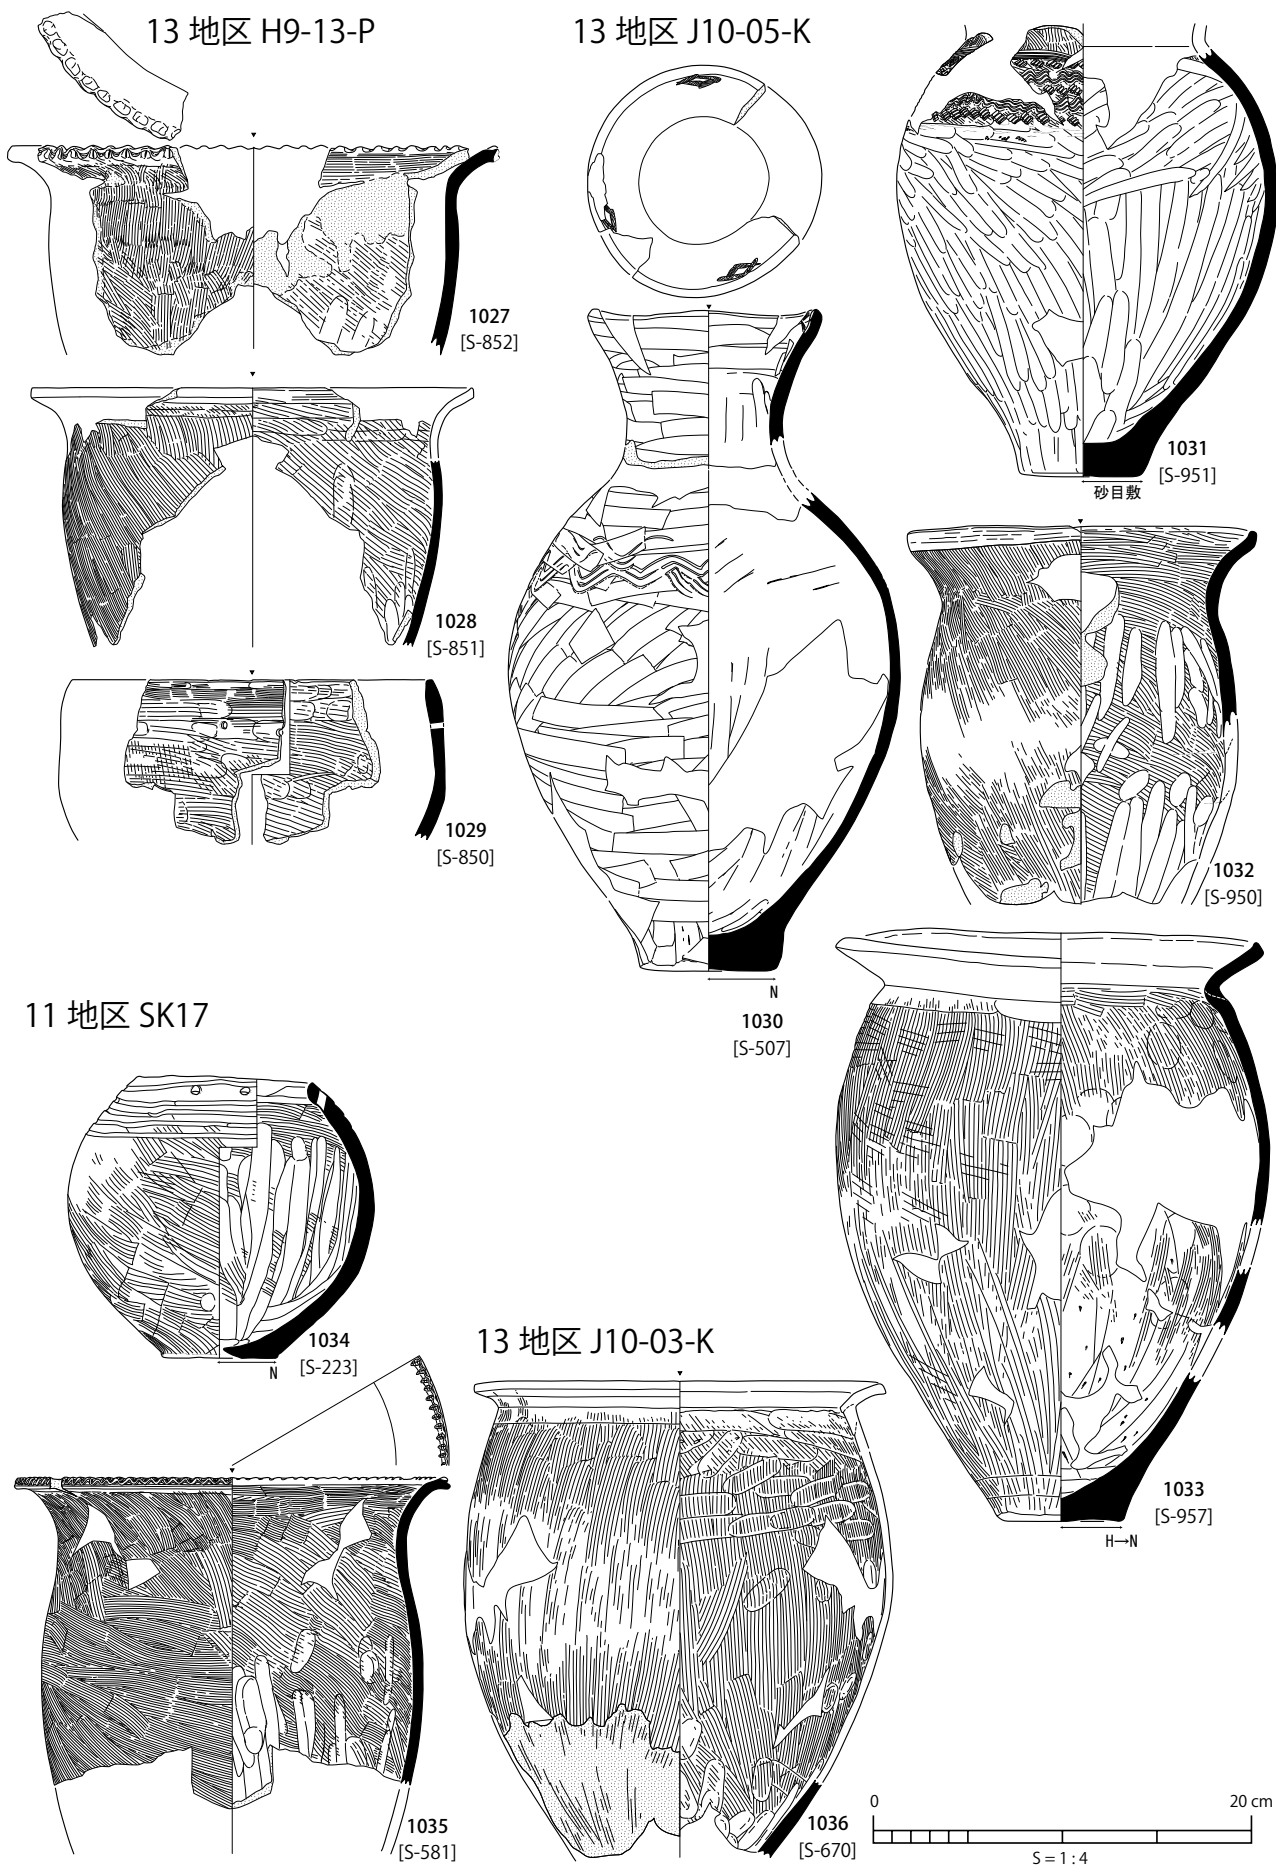 13 地区 H9-13-P
1027
[S-852]
1028
[S-851]
1029
[S-850]
13 地区 J10-05-K
N
1030
[S-507]
1031
[S-951]
砂目敷
1032
[S-950]
1033
[S-957]
H→N
11 地区 SK17
1034
[S-223]
N
1035
[S-581]
13 地区 J10-03-K
1036
[S-670]
0 20 cm
S = 1 : 4